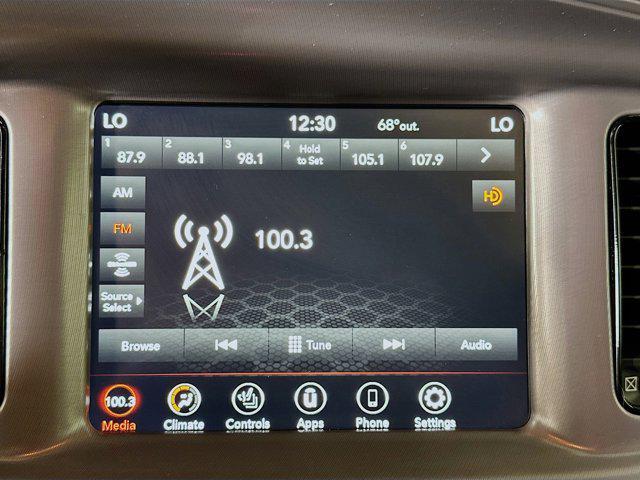 LO 12:30 68°out. LO
1 87.9 2 88.1 3 98.1 4 Hold to Set 5 105.1 6 107.9
AM
HD
FM
100.3
Source
Select
Browse Tune Audio
100.3
Media Climate Controls Apps Phone Settings